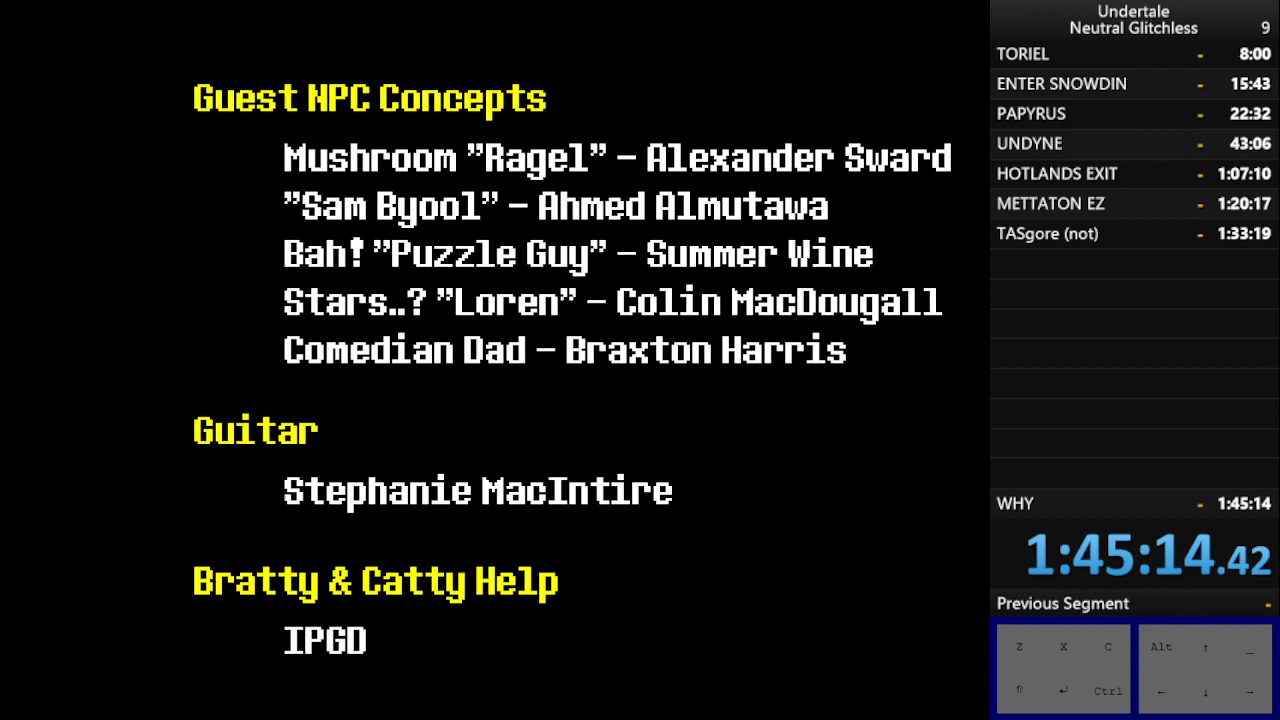 Guest NPC Concepts
Mushroom "Ragel" - Alexander Sward
"Sam Byool" - Ahmed Almutawa
Bah! "Puzzle Guy" - Summer Wine
Stars..? "Loren" - Colin MacDougall
Comedian Dad - Braxton Harris
Guitar
Stephanie MacIntire
Bratty & Catty Help
IPGD
Undertale
Neutral Glitchless 9
TORIEL - 8:00
ENTER SNOWDIN - 15:43
PAPYRUS - 22:32
UNDYNE - 43:06
HOTLANDS EXIT - 1:07:10
METTATON EZ - 1:20:17
TASgore (not) - 1:33:19
WHY - 1:45:14
1:45:14.42
Previous Segment -
Z X C Alt ↑ _
⇧ ↵ Ctrl ← ↓ →